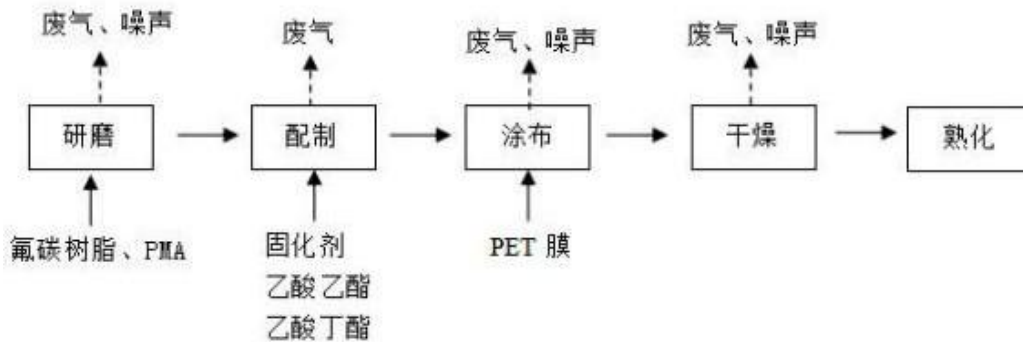 废气、噪声
废气
废气、噪声
废气、噪声
研磨
配制
涂布
干燥
熟化
氟碳树脂、PMA
固化剂
乙酸乙酯
乙酸丁酯
PET 膜